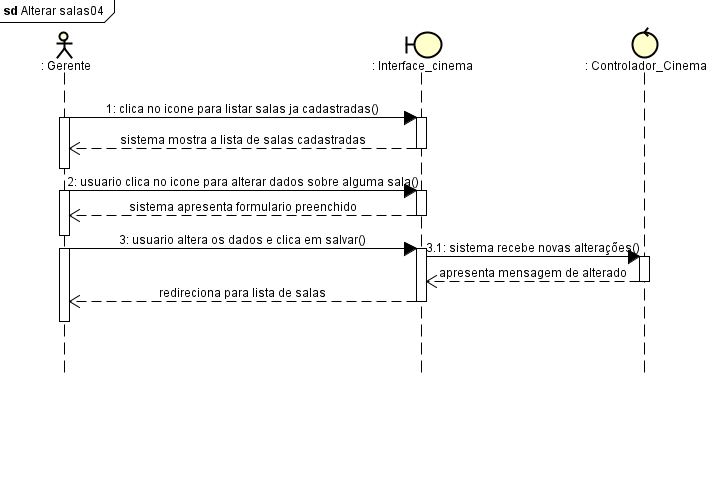 sd Alterar salas04
: Gerente
: Interface_cinema
: Controlador_Cinema
1: clica no icone para listar salas ja cadastradas()
sistema mostra a lista de salas cadastradas
2: usuario clica no icone para alterar dados sobre alguma sala()
sistema apresenta formulario preenchido
3: usuario altera os dados e clica em salvar()
3.1: sistema recebe novas alterações()
apresenta mensagem de alterado
redireciona para lista de salas